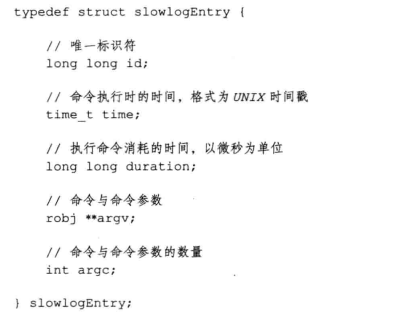 typedef struct slowlogEntry {
// 唯一标识符
long long id;
// 命令执行时的时间，格式为 UNIX 时间戳
time_t time;
// 执行命令消耗的时间，以微秒为单位
long long duration;
// 命令与命令参数
robj **argv;
// 命令与命令参数的数量
int argc;
} slowlogEntry;